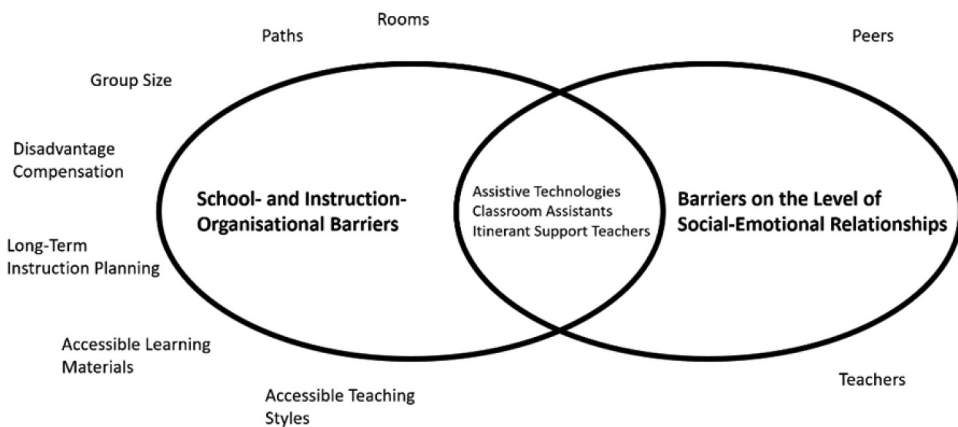 Rooms
Paths
Peers
Group Size
Disadvantage
Compensation
School- and Instruction-
Organisational Barriers
Assistive Technologies
Classroom Assistants
Itinerant Support Teachers
Barriers on the Level of
Social-Emotional Relationships
Long-Term
Instruction Planning
Accessible Learning
Materials
Teachers
Accessible Teaching
Styles